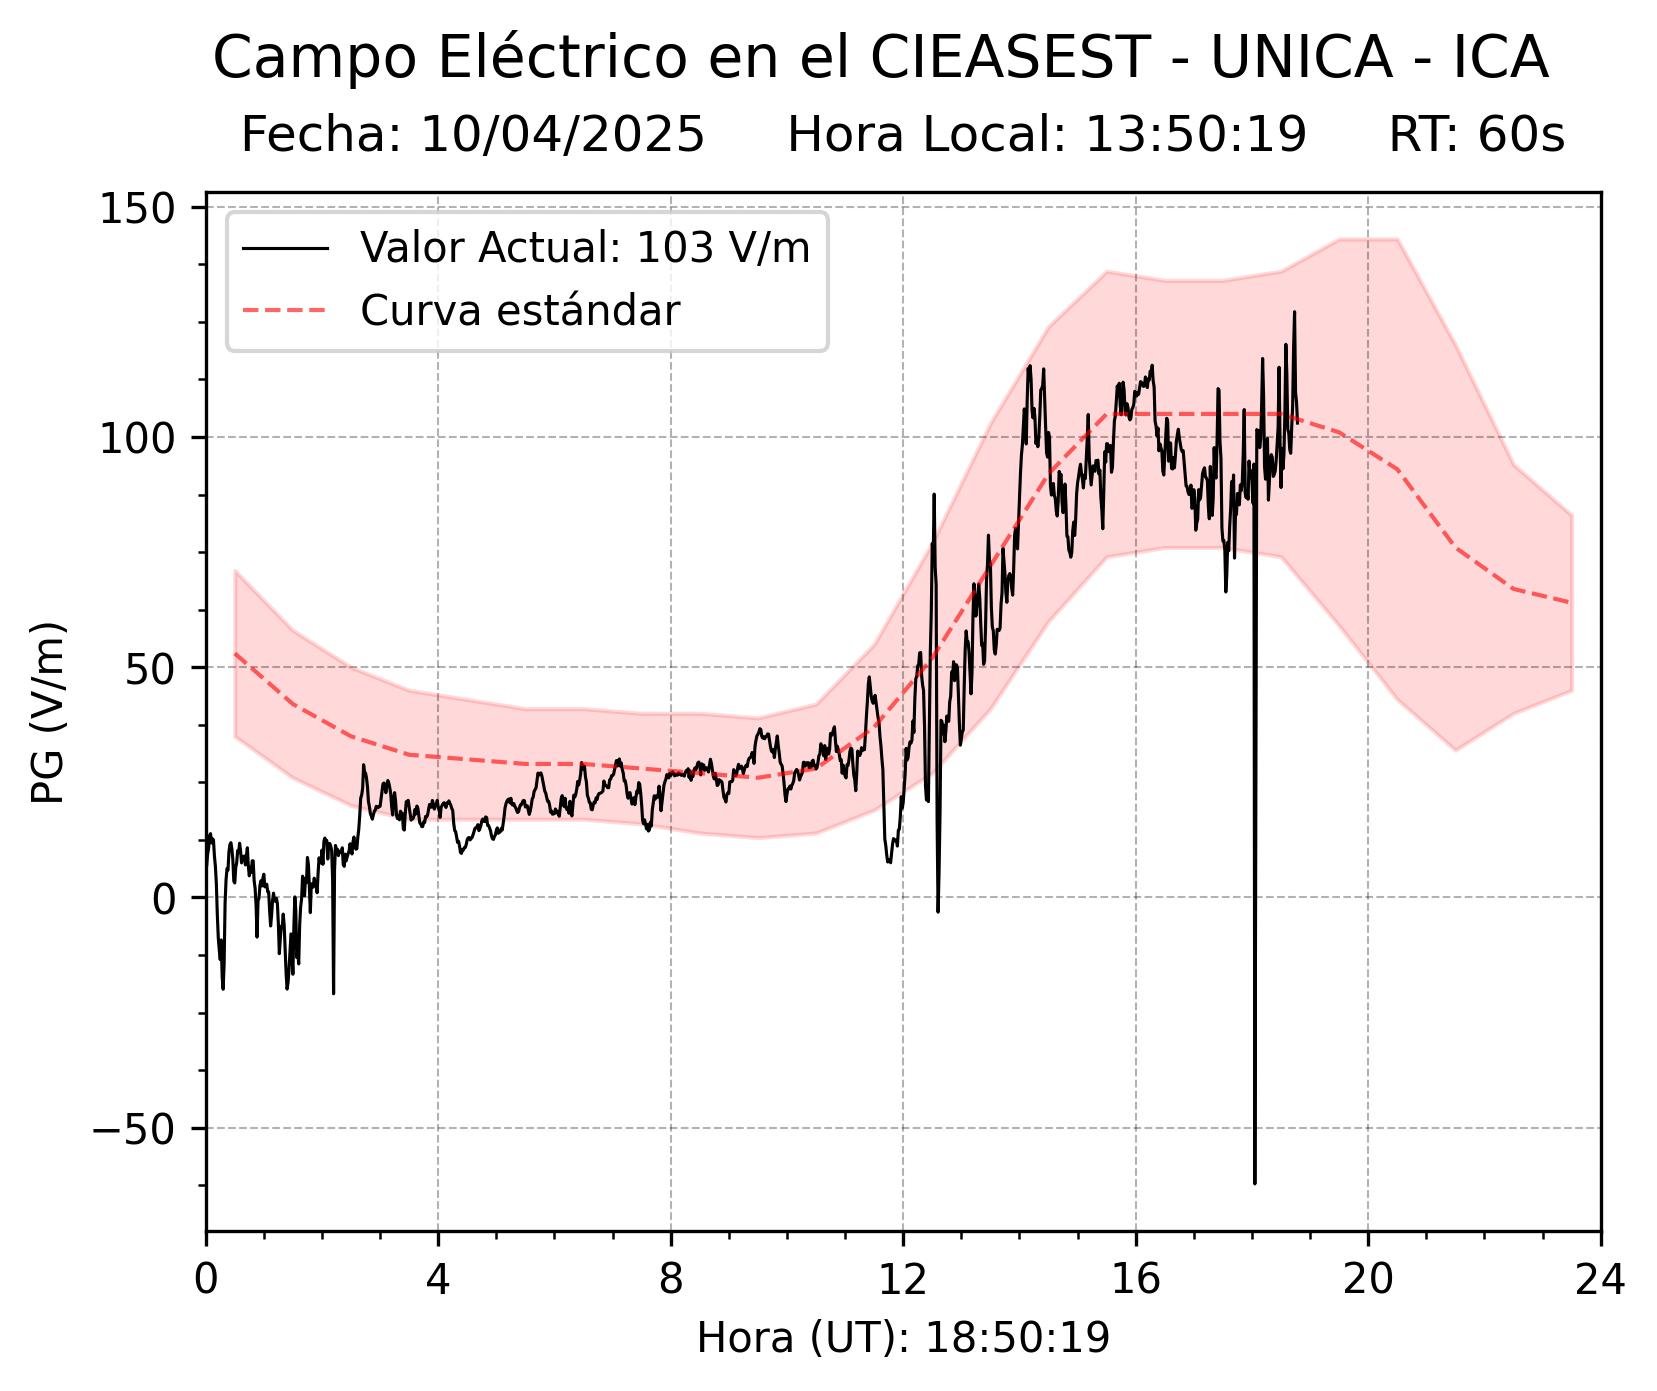 Campo Eléctrico en el CIEASEST - UNICA - ICA
Fecha: 10/04/2025 Hora Local: 13:50:19 RT: 60s
Valor Actual: 103 V/m
Curva estándar
PG (V/m)
150
100
50
0
−50
0 4 8 12 16 20 24
Hora (UT): 18:50:19